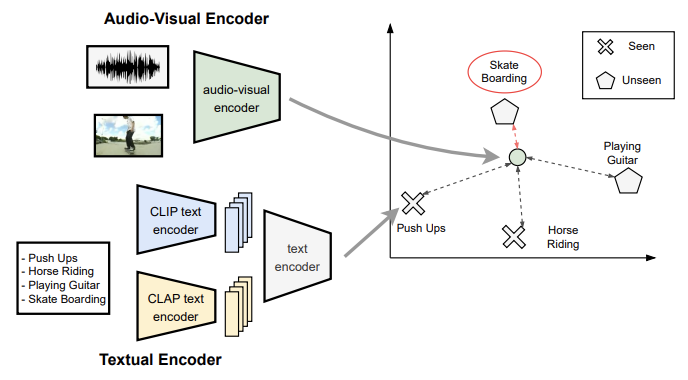 Audio-Visual Encoder
audio-visual
encoder
CLIP text
encoder
CLAP text
encoder
text
encoder
- Push Ups
- Horse Riding
- Playing Guitar
- Skate Boarding
Textual Encoder
Skate
Boarding
Seen
Unseen
Playing
Guitar
Push Ups
Horse
Riding